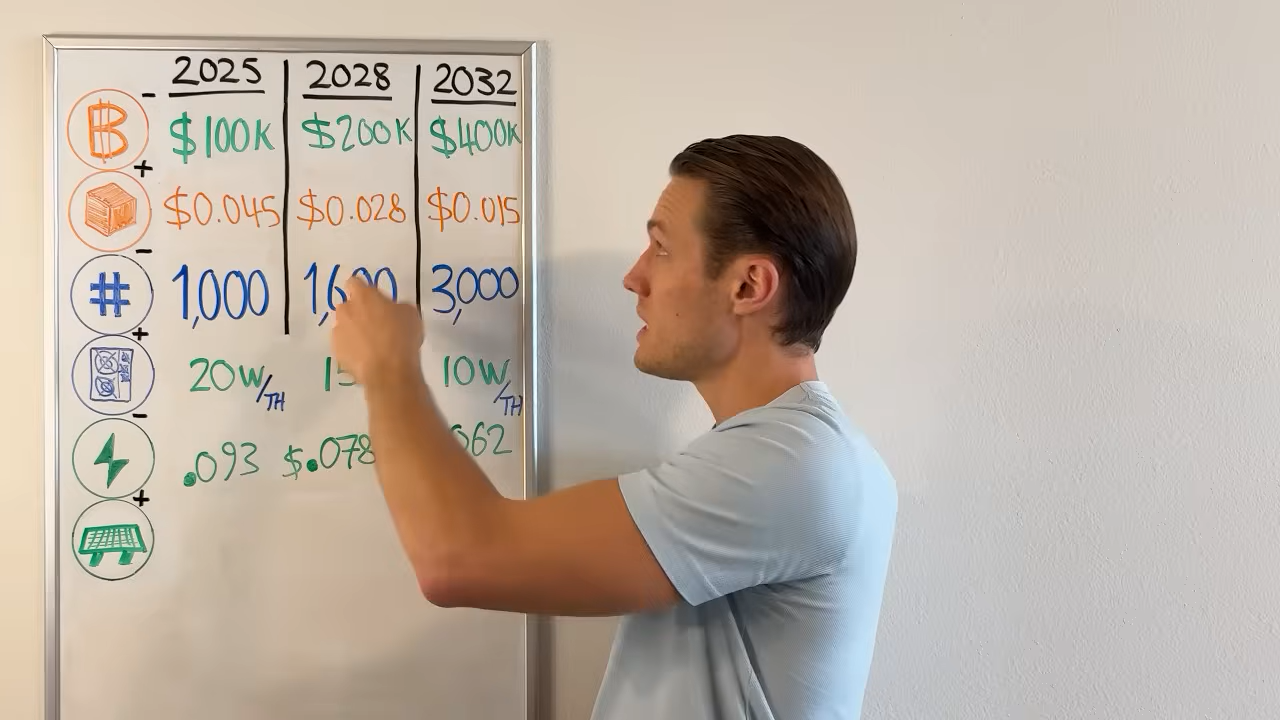 2025 2028 2032
- $100K $200K $400K
+ $0.045 $0.028 $0.015
- # 1,000 3,000
+ 20W/TH 10W/TH
- .093 $.078
+